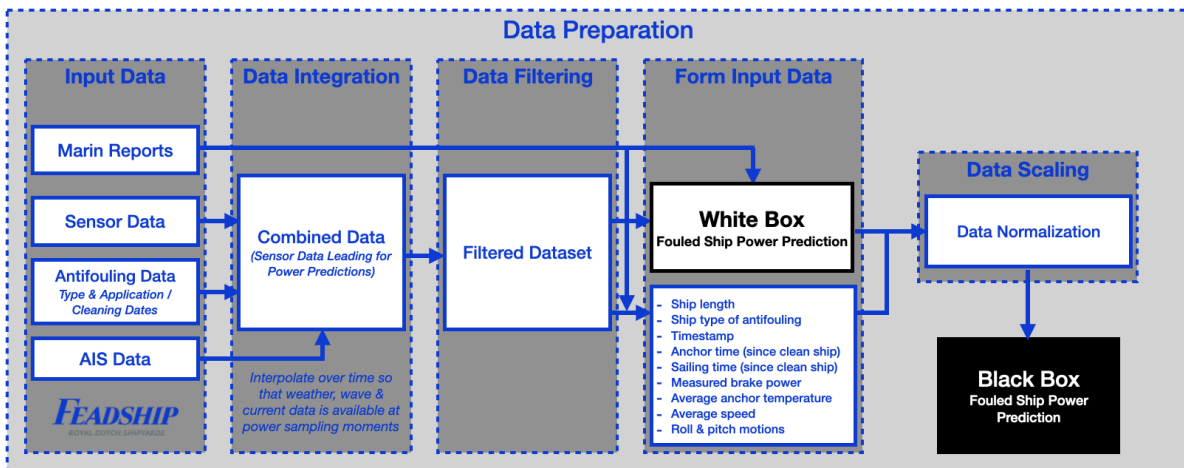 Data Preparation
Input Data
Marin Reports
Sensor Data
Antifouling Data
Type & Application /
Cleaning Dates
AIS Data
FEADSHIP
ROYAL DUTCH SHIPYARDS
Data Integration
Combined Data
(Sensor Data Leading for
Power Predictions)
Interpolate over time so
that weather, wave &
current data is available at
power sampling moments
Data Filtering
Filtered Dataset
Form Input Data
White Box
Fouled Ship Power Prediction
- Ship length
- Ship type of antifouling
- Timestamp
- Anchor time (since clean ship)
- Sailing time (since clean ship)
- Measured brake power
- Average anchor temperature
- Average speed
- Roll & pitch motions
Data Scaling
Data Normalization
Black Box
Fouled Ship Power
Prediction